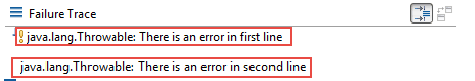 Failure Trace
java.lang.Throwable: There is an error in first line
java.lang.Throwable: There is an error in second line